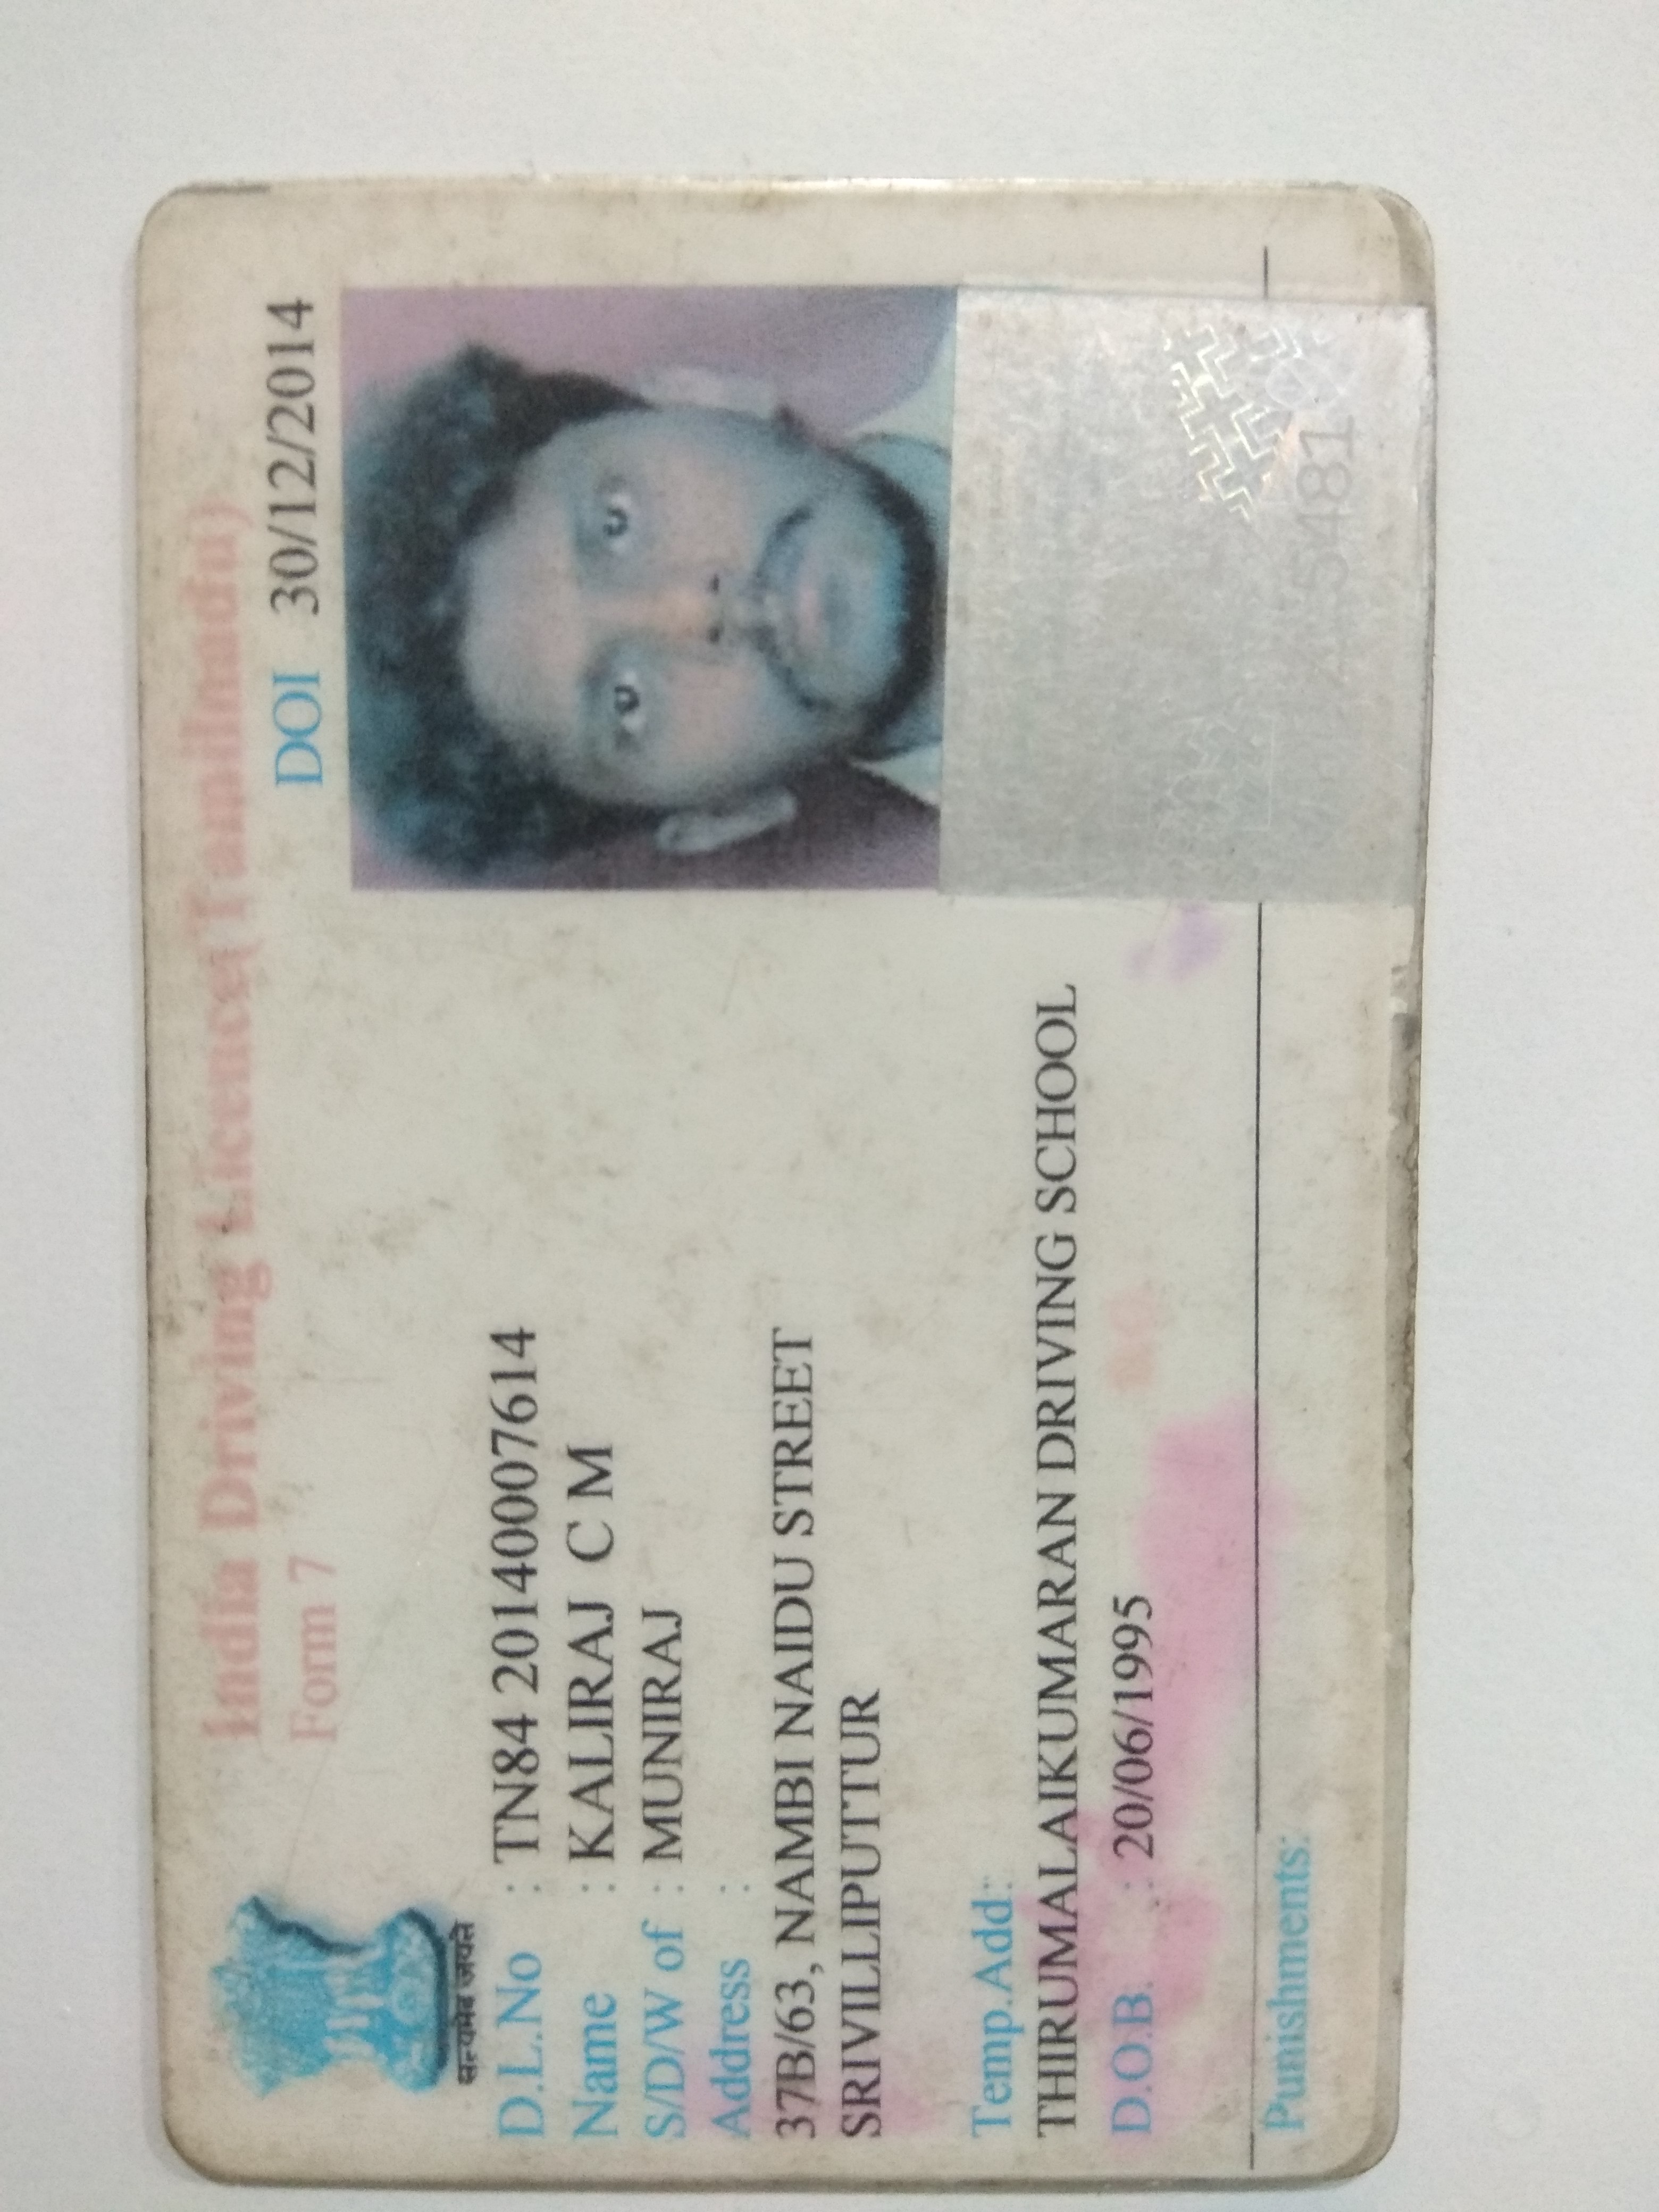 India Driving Licence(Tamilnadu)
Form 7
DOI 30/12/2014
सत्यमेव जयते
D.L.No : TN84 20140007614
Name : KALIRAJ C M
S/D/W of : MUNIRAJ
Address :
37B/63, NAMBI NAIDU STREET
SRIVILLIPUTTUR
Temp.Add:
THIRUMALAIKUMARAN DRIVING SCHOOL
D.O.B. : 20/06/1995
Punishments: